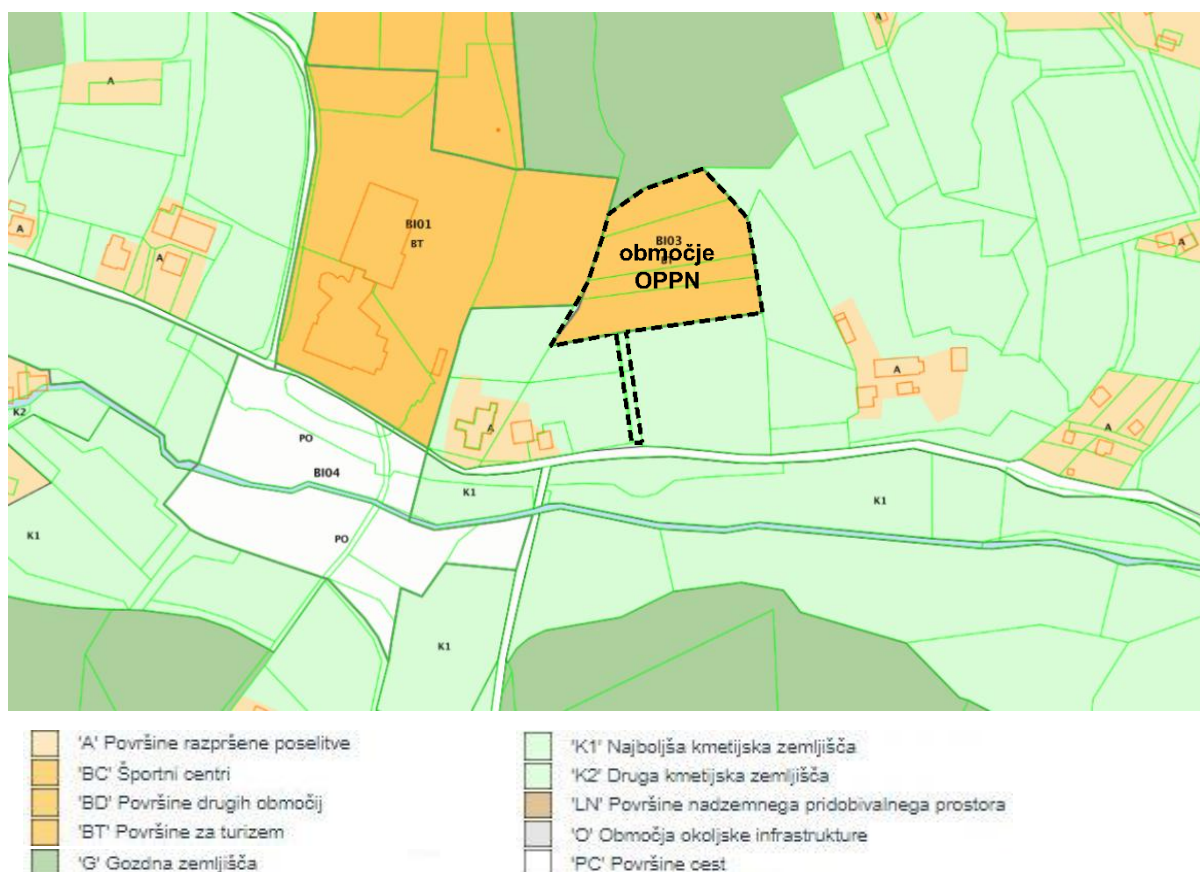 A
A
BI01
BT
A
A
A
BI03
BT
območje
OPPN
A
A
A
A
K2
PO
BI04
K1
K1
K1
PO
K1
'A' Površine razpršene poselitve
'BC' Športni centri
'BD' Površine drugih območij
'BT' Površine za turizem
'G' Gozdna zemljišča
'K1' Najboljša kmetijska zemljišča
'K2' Druga kmetijska zemljišča
'LN' Površine nadzemnega pridobivalnega prostora
'O' Območja okoljske infrastrukture
'PC' Površine cest